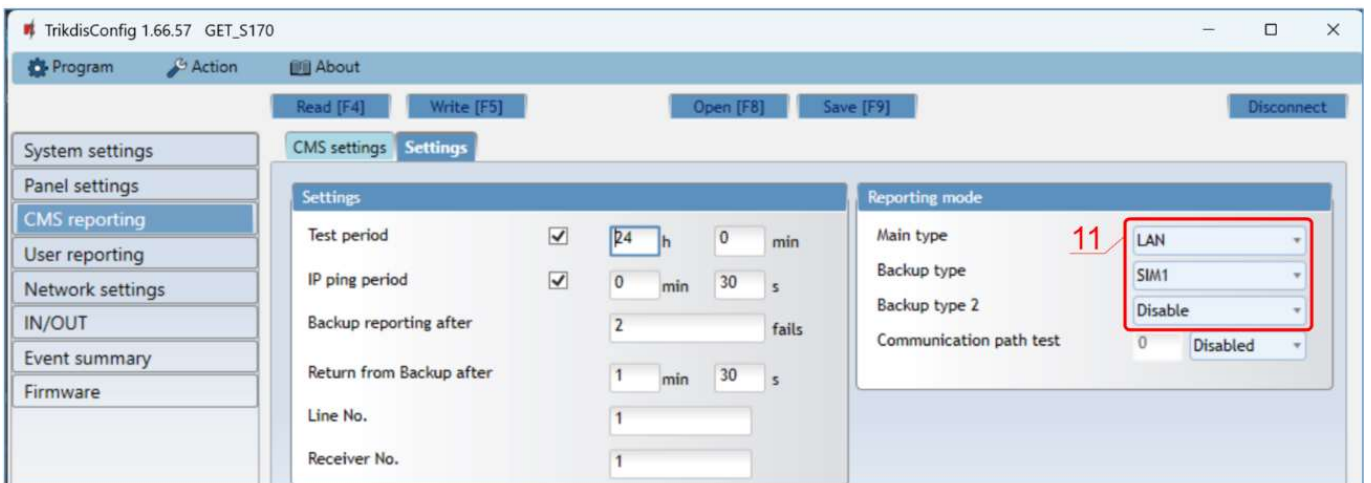 TrikdisConfig 1.66.57 GET_S170
Program Action About
Read [F4] Write [F5] Open [F8] Save [F9] Disconnect
System settings
Panel settings
CMS reporting
User reporting
Network settings
IN/OUT
Event summary
Firmware
CMS settings Settings
Settings
Test period 24 h 0 min
IP ping period 0 min 30 s
Backup reporting after 2 fails
Return from Backup after 1 min 30 s
Line No. 1
Receiver No. 1
Reporting mode
Main type 11 LAN
Backup type SIM1
Backup type 2 Disable
Communication path test 0 Disabled